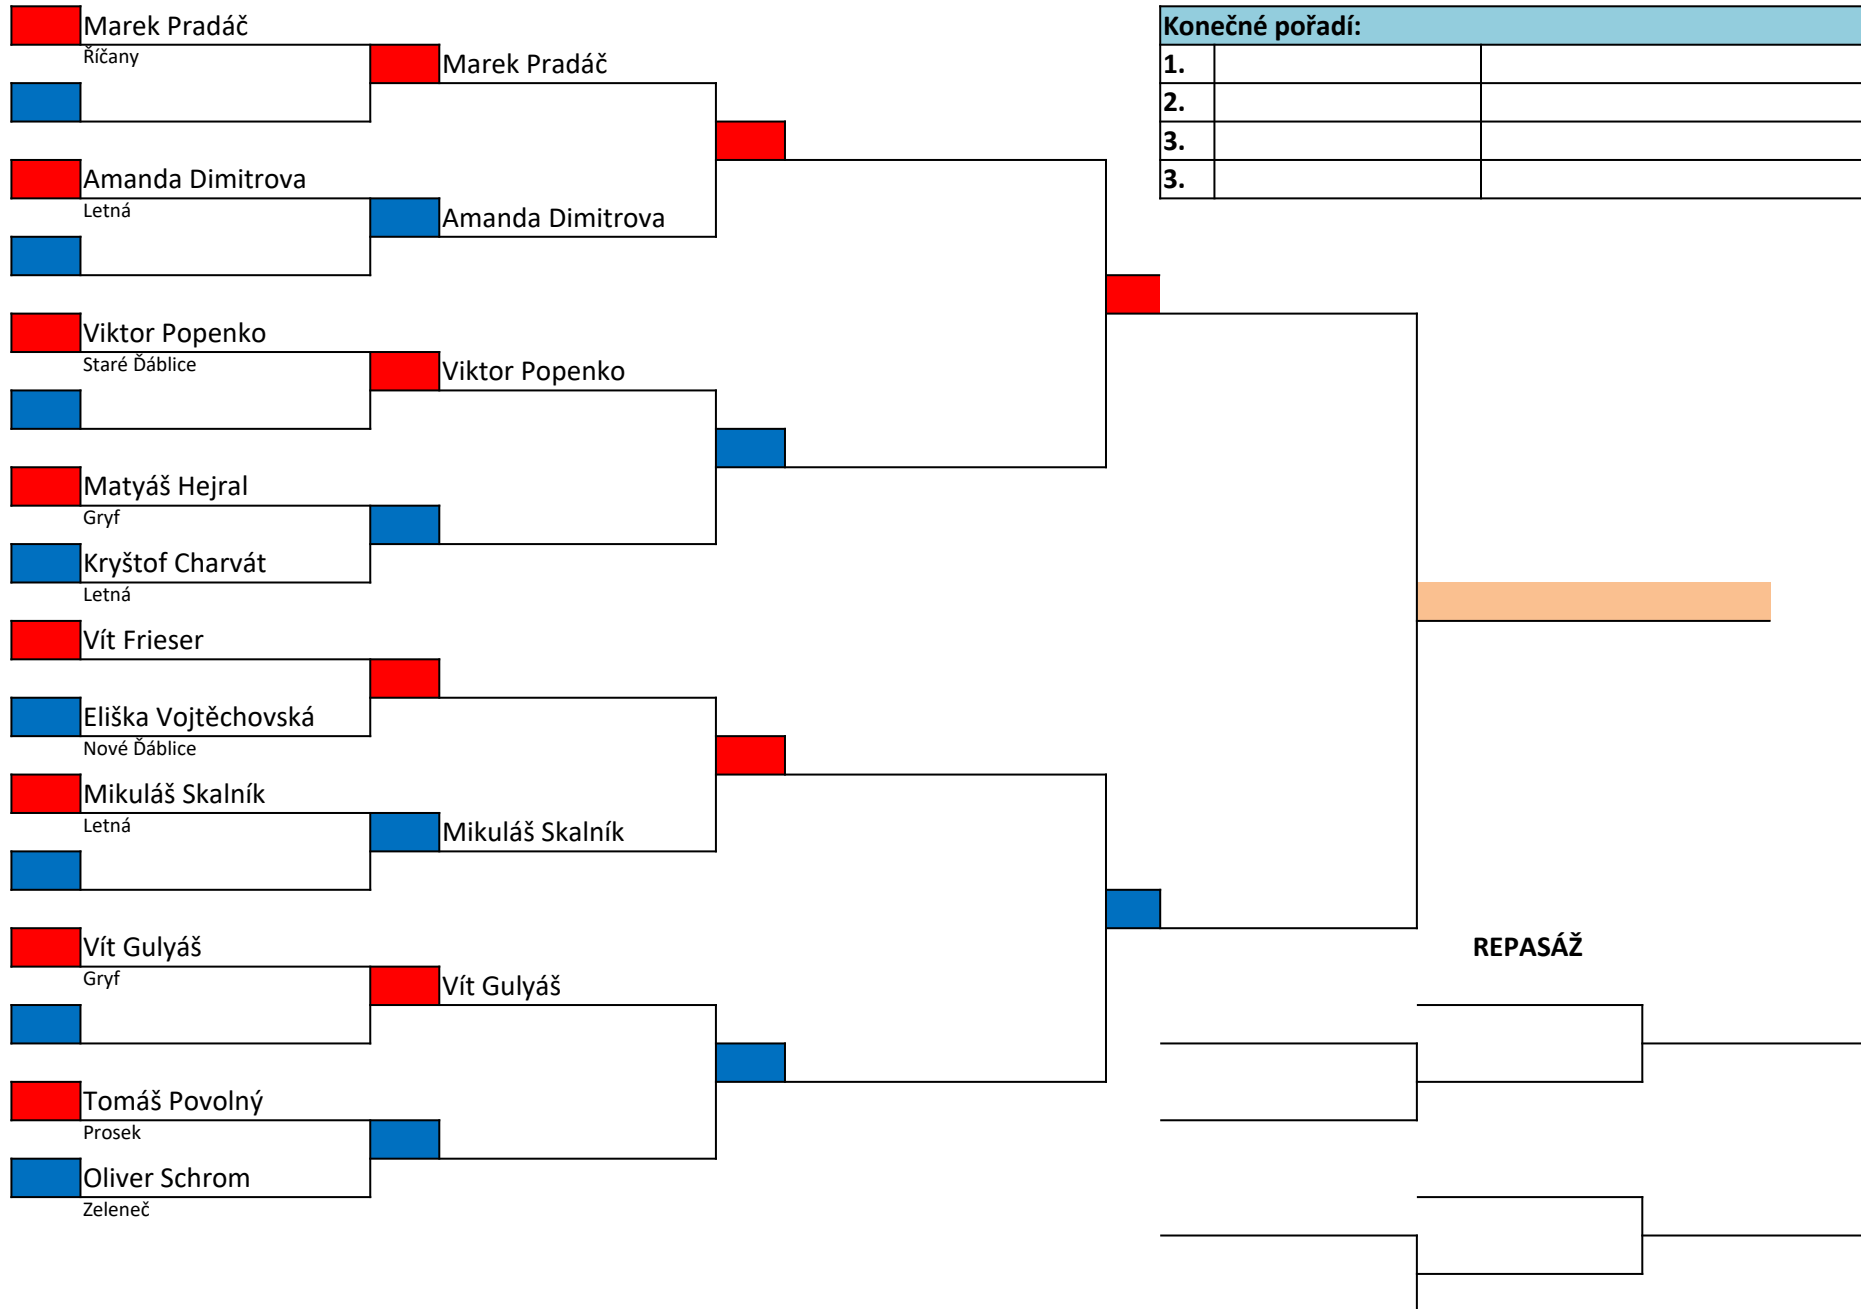 Marek Pradáč
Říčany
Marek Pradáč
Amanda Dimitrova
Letná
Amanda Dimitrova
Viktor Popenko
Staré Ďáblice
Viktor Popenko
Matyáš Hejral
Gryf
Kryštof Charvát
Letná
Vít Frieser
Eliška Vojtěchovská
Nové Ďáblice
Mikuláš Skalník
Letná
Mikuláš Skalník
Vít Gulyáš
Gryf
Vít Gulyáš
Tomáš Povolný
Prosek
Oliver Schrom
Zeleneč
Konečné pořadí:
1.
2.
3.
3.
REPASÁŽ